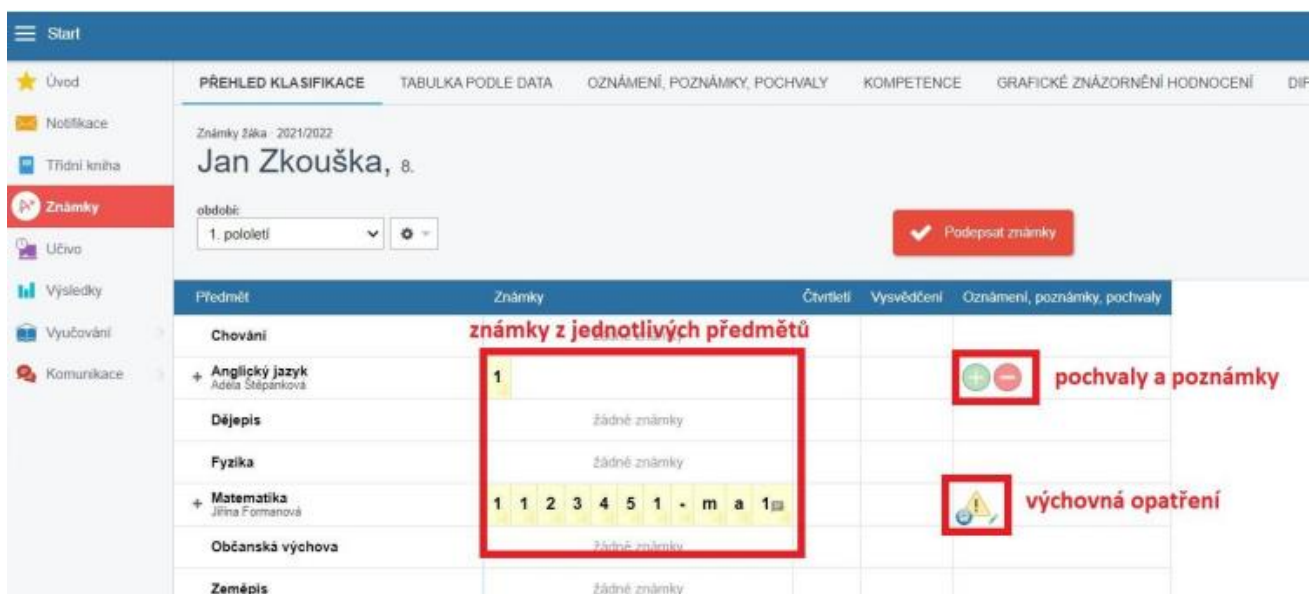 Start
Úvod
Notifikace
Třídní kniha
Známky
Učivo
Výsledky
Vyučování
Komunikace
PŘEHLED KLASIFIKACE TABULKA PODLE DATA OZNÁMENÍ, POZNÁMKY, POCHVALY KOMPETENCE GRAFICKÉ ZNÁZORNĚNÍ HODNOCENÍ
Známky žáka 2021/2022
Jan Zkouška, 8.
období:
1. pololetí
Podepsat známky
Předmět Známky Čtvrtletí Vysvědčení Oznámení, poznámky, pochvaly
známky z jednotlivých předmětů
Chování žádné známky
+ Anglický jazyk 1
Adéla Štěpánková
pochvaly a poznámky
Dějepis žádné známky
Fyzika žádné známky
+ Matematika 1 1 2 3 4 5 1 - m a 1
Jiřina Formanová
výchovná opatření
Občanská výchova žádné známky
Zeměpis žádné známky